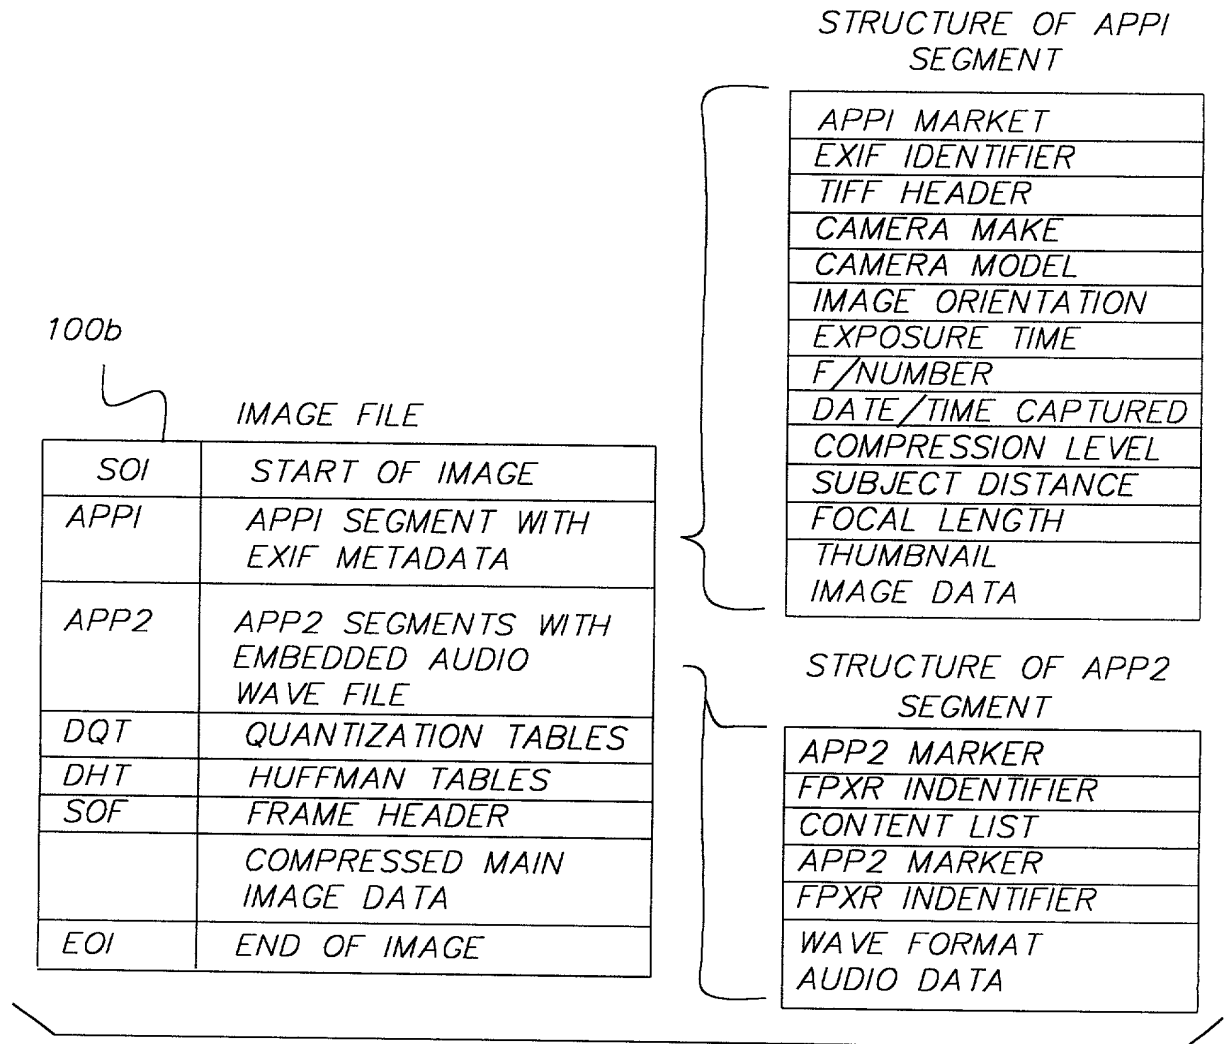 STRUCTURE OF APP1
SEGMENT
APP1 MARKET
EXIF IDENTIFIER
TIFF HEADER
CAMERA MAKE
CAMERA MODEL
IMAGE ORIENTATION
EXPOSURE TIME
F/NUMBER
DATE/TIME CAPTURED
COMPRESSION LEVEL
SUBJECT DISTANCE
FOCAL LENGTH
THUMBNAIL
IMAGE DATA
100b
IMAGE FILE
SOI START OF IMAGE
APP1 APP1 SEGMENT WITH
EXIF METADATA
APP2 APP2 SEGMENTS WITH
EMBEDDED AUDIO
WAVE FILE
DQT QUANTIZATION TABLES
DHT HUFFMAN TABLES
SOF FRAME HEADER
COMPRESSED MAIN
IMAGE DATA
EOI END OF IMAGE
STRUCTURE OF APP2
SEGMENT
APP2 MARKER
FPXR INDENTIFIER
CONTENT LIST
APP2 MARKER
FPXR INDENTIFIER
WAVE FORMAT
AUDIO DATA